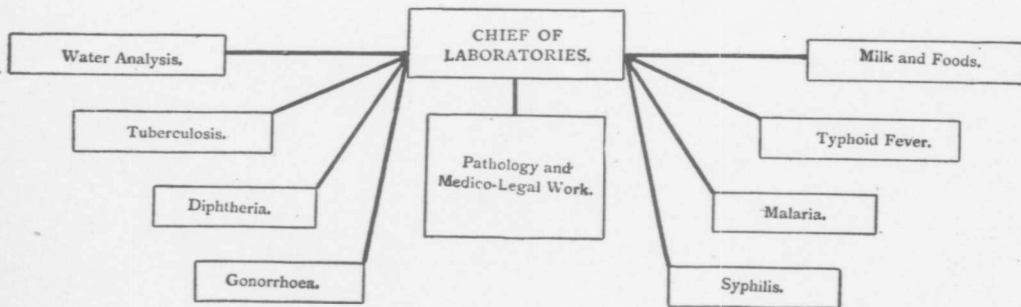 CHIEF OF
LABORATORIES.
Water Analysis.
Milk and Foods.
Tuberculosis.
Typhoid Fever.
Pathology and
Medico-Legal Work.
Diphtheria.
Malaria.
Gonorrhoea.
Syphilis.